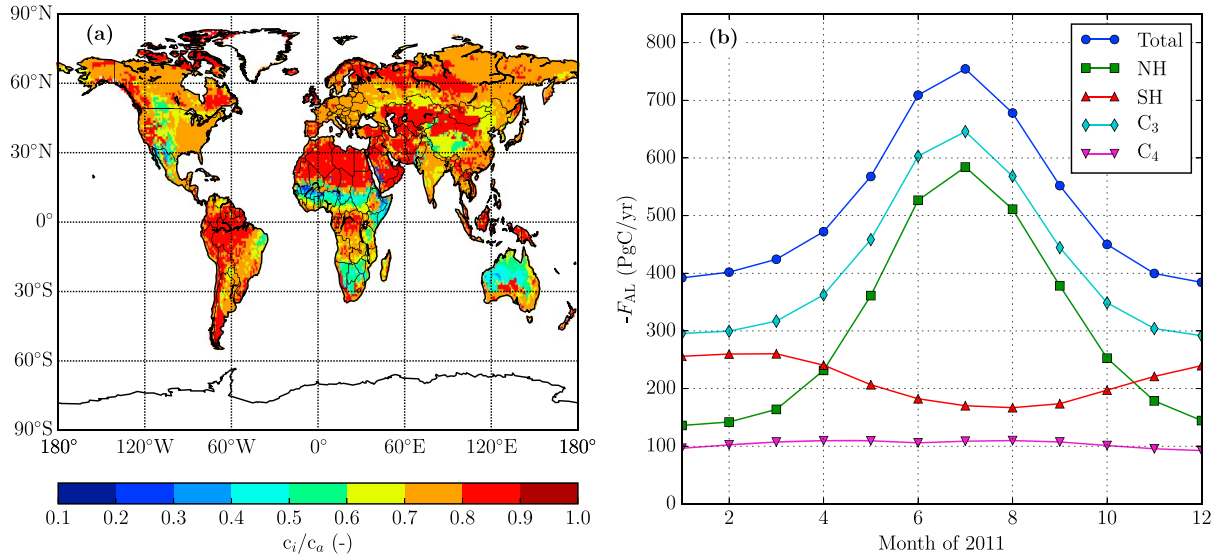 (a)
90°N
60°N
30°N
0°
30°S
60°S
90°S
180° 120°W 60°W 0° 60°E 120°E 180°
0.1 0.2 0.3 0.4 0.5 0.6 0.7 0.8 0.9 1.0
c_i/c_a (-)
(b)
Total
NH
SH
C₃
C₄
800
700
600
500
400
300
200
100
0
-F_AL (PgC/yr)
2 4 6 8 10 12
Month of 2011